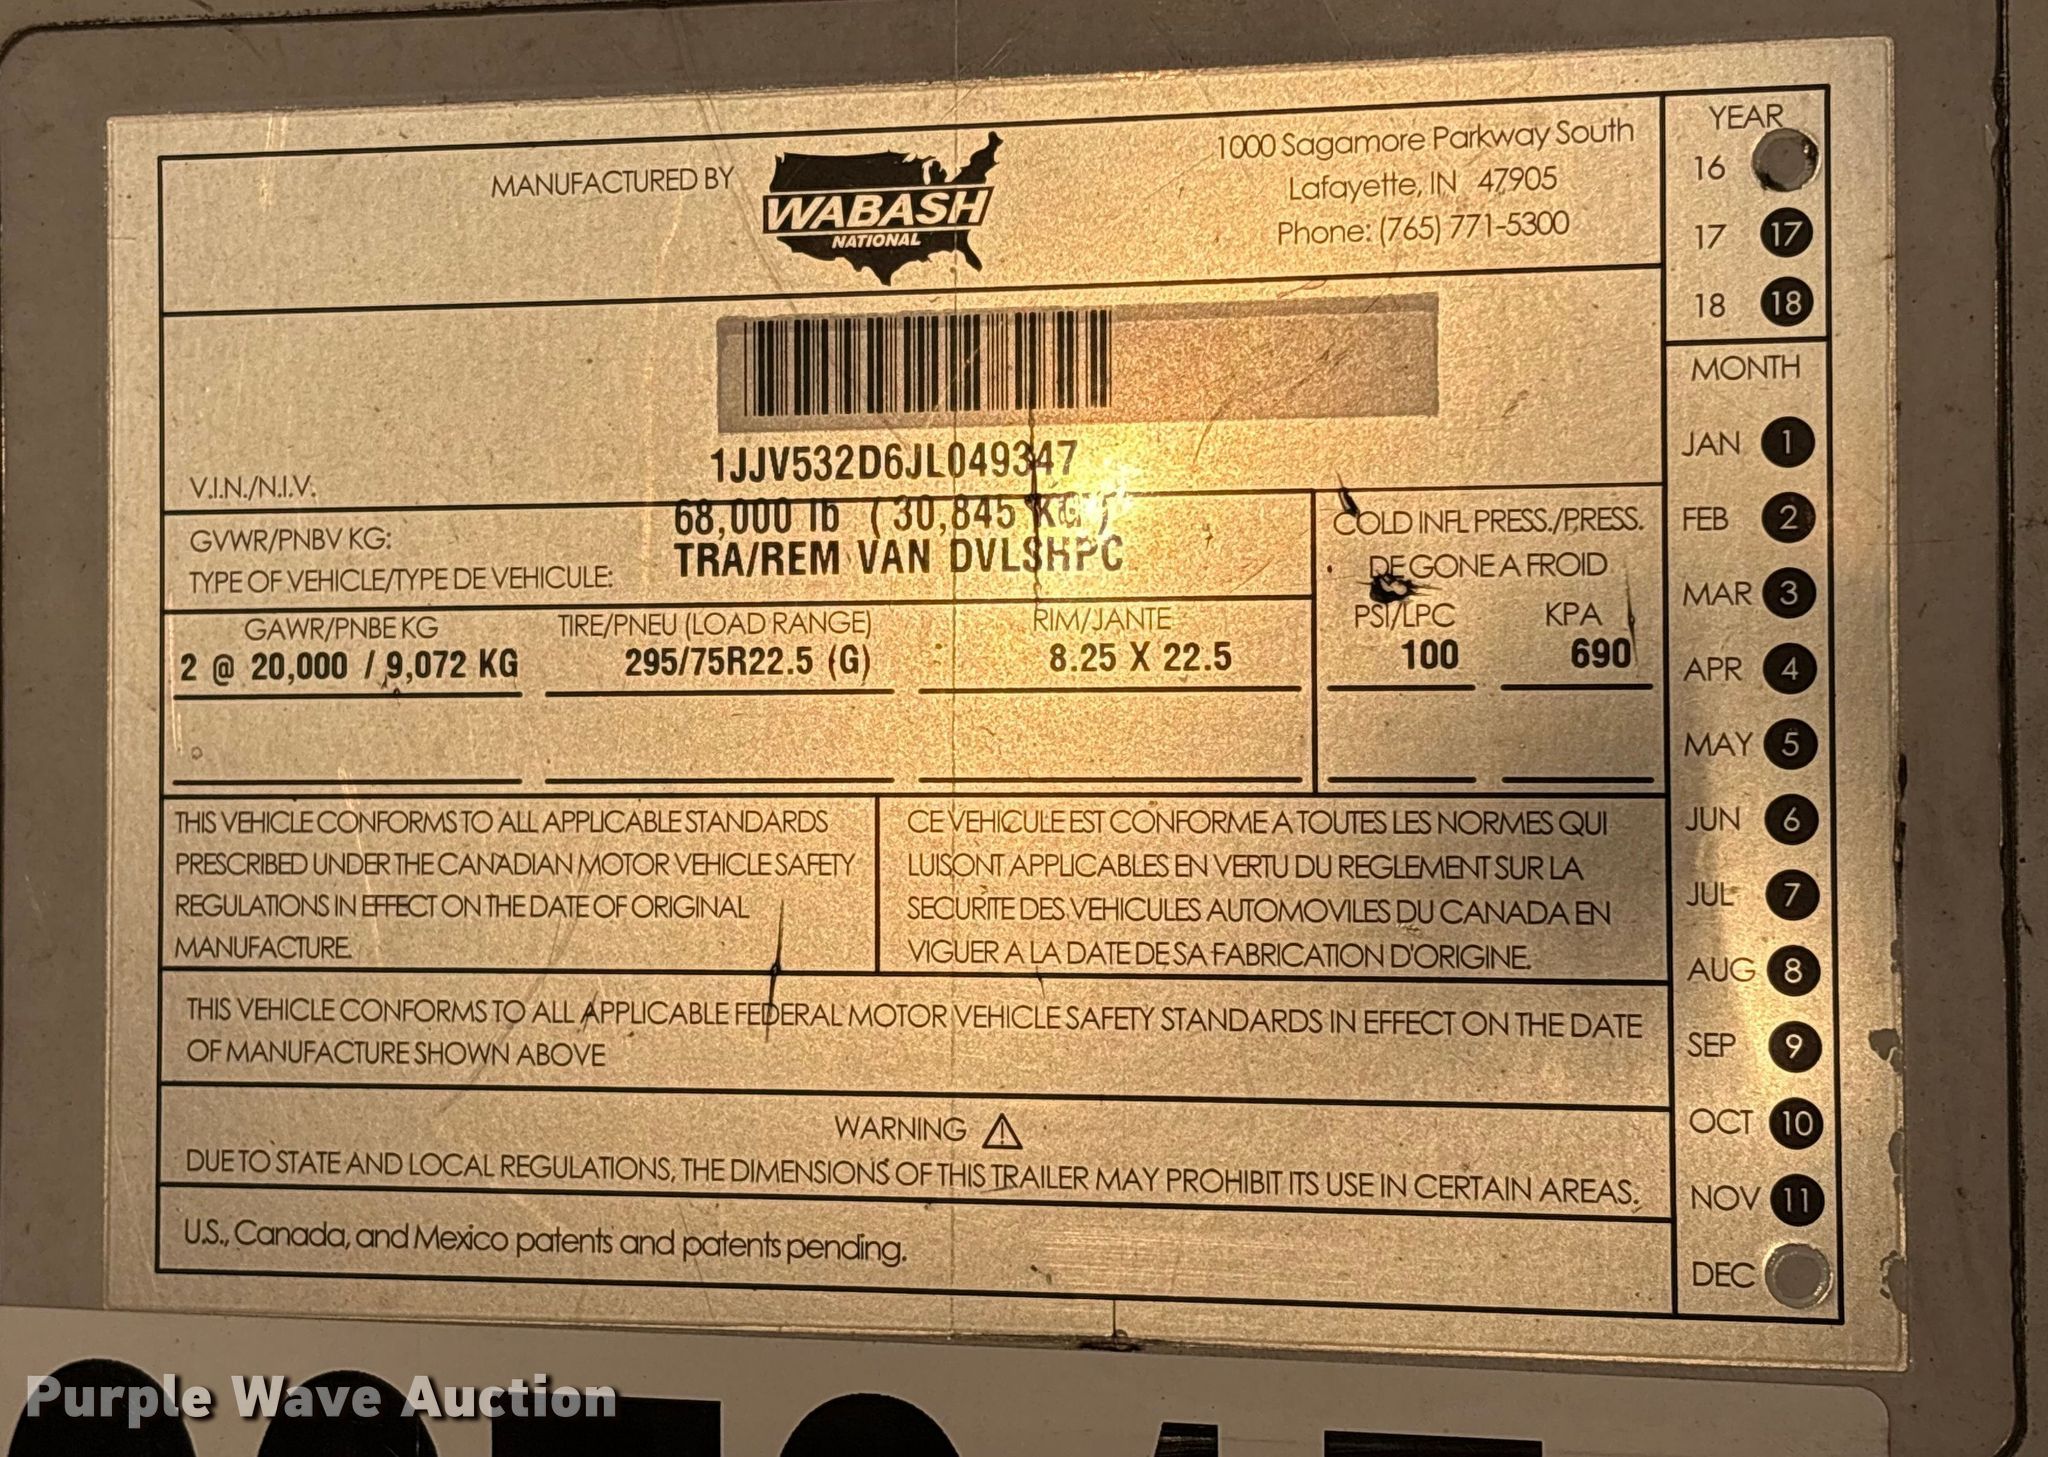 MANUFACTURED BY
WABASH
NATIONAL
1000 Sagamore Parkway South
Lafayette, IN 47905
Phone: (765) 771-5300
V.I.N./N.I.V.
1JJV532D6JL049347
GVWR/PNBV KG:
68,000 lb (30,845 KG)
TYPE OF VEHICLE/TYPE DE VEHICULE:
TRA/REM VAN DVLSHPC
COLD INFL PRESS./PRESS.
DE GONE A FROID
GAWR/PNBE KG TIRE/PNEU (LOAD RANGE) RIM/JANTE PSI/LPC KPA
2 @ 20,000 / 9,072 KG 295/75R22.5 (G) 8.25 X 22.5 100 690
THIS VEHICLE CONFORMS TO ALL APPLICABLE STANDARDS
PRESCRIBED UNDER THE CANADIAN MOTOR VEHICLE SAFETY
REGULATIONS IN EFFECT ON THE DATE OF ORIGINAL
MANUFACTURE.
CE VEHICULE EST CONFORME A TOUTES LES NORMES QUI
LUISONT APPLICABLES EN VERTU DU REGLEMENT SUR LA
SECURITE DES VEHICULES AUTOMOVILES DU CANADA EN
VIGUER A LA DATE DE SA FABRICATION D'ORIGINE.
THIS VEHICLE CONFORMS TO ALL APPLICABLE FEDERAL MOTOR VEHICLE SAFETY STANDARDS IN EFFECT ON THE DATE
OF MANUFACTURE SHOWN ABOVE
WARNING
DUE TO STATE AND LOCAL REGULATIONS, THE DIMENSIONS OF THIS TRAILER MAY PROHIBIT ITS USE IN CERTAIN AREAS.
U.S., Canada, and Mexico patents and patents pending.
YEAR
16
17 17
18 18
MONTH
JAN 1
FEB 2
MAR 3
APR 4
MAY 5
JUN 6
JUL 7
AUG 8
SEP 9
OCT 10
NOV 11
DEC
Purple Wave Auction